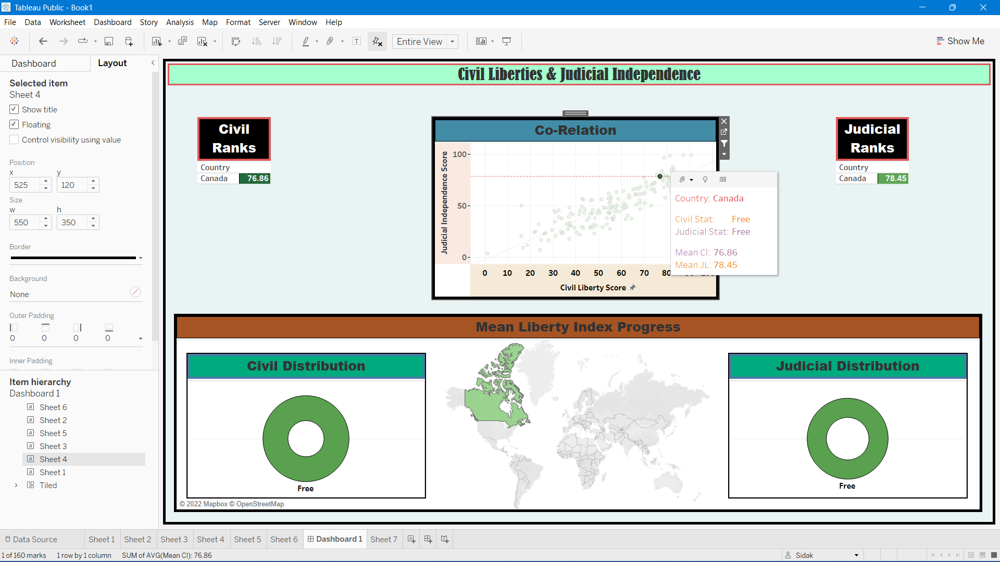 Tableau Public - Book1
File Data Worksheet Dashboard Story Analysis Map Format Server Window Help
Entire View
Show Me
Dashboard Layout
Selected item
Sheet 4
Show title
Floating
Control visibility using value
Position
x y
525 120
Size
w h
550 350
Border
Background
None
Outer Padding
0 0 0 0
Inner Padding
Item hierarchy
Dashboard 1
Sheet 6
Sheet 2
Sheet 5
Sheet 3
Sheet 4
Sheet 1
Tiled
Civil Liberties & Judicial Independence
Civil
Ranks
Country
Canada 76.86
Co-Relation
Judicial Independence Score
100
50
0
0 10 20 30 40 50 60 70 80
Civil Liberty Score
Country: Canada
Civil Stat: Free
Judicial Stat: Free
Mean Cl: 76.86
Mean JL: 78.45
Judicial
Ranks
Country
Canada 78.45
Mean Liberty Index Progress
Civil Distribution
Free
Judicial Distribution
Free
© 2022 Mapbox © OpenStreetMap
Data Source Sheet 1 Sheet 2 Sheet 3 Sheet 4 Sheet 5 Sheet 6 Dashboard 1 Sheet 7
1 of 160 marks 1 row by 1 column SUM of AVG(Mean Cl): 76.86
Sidak